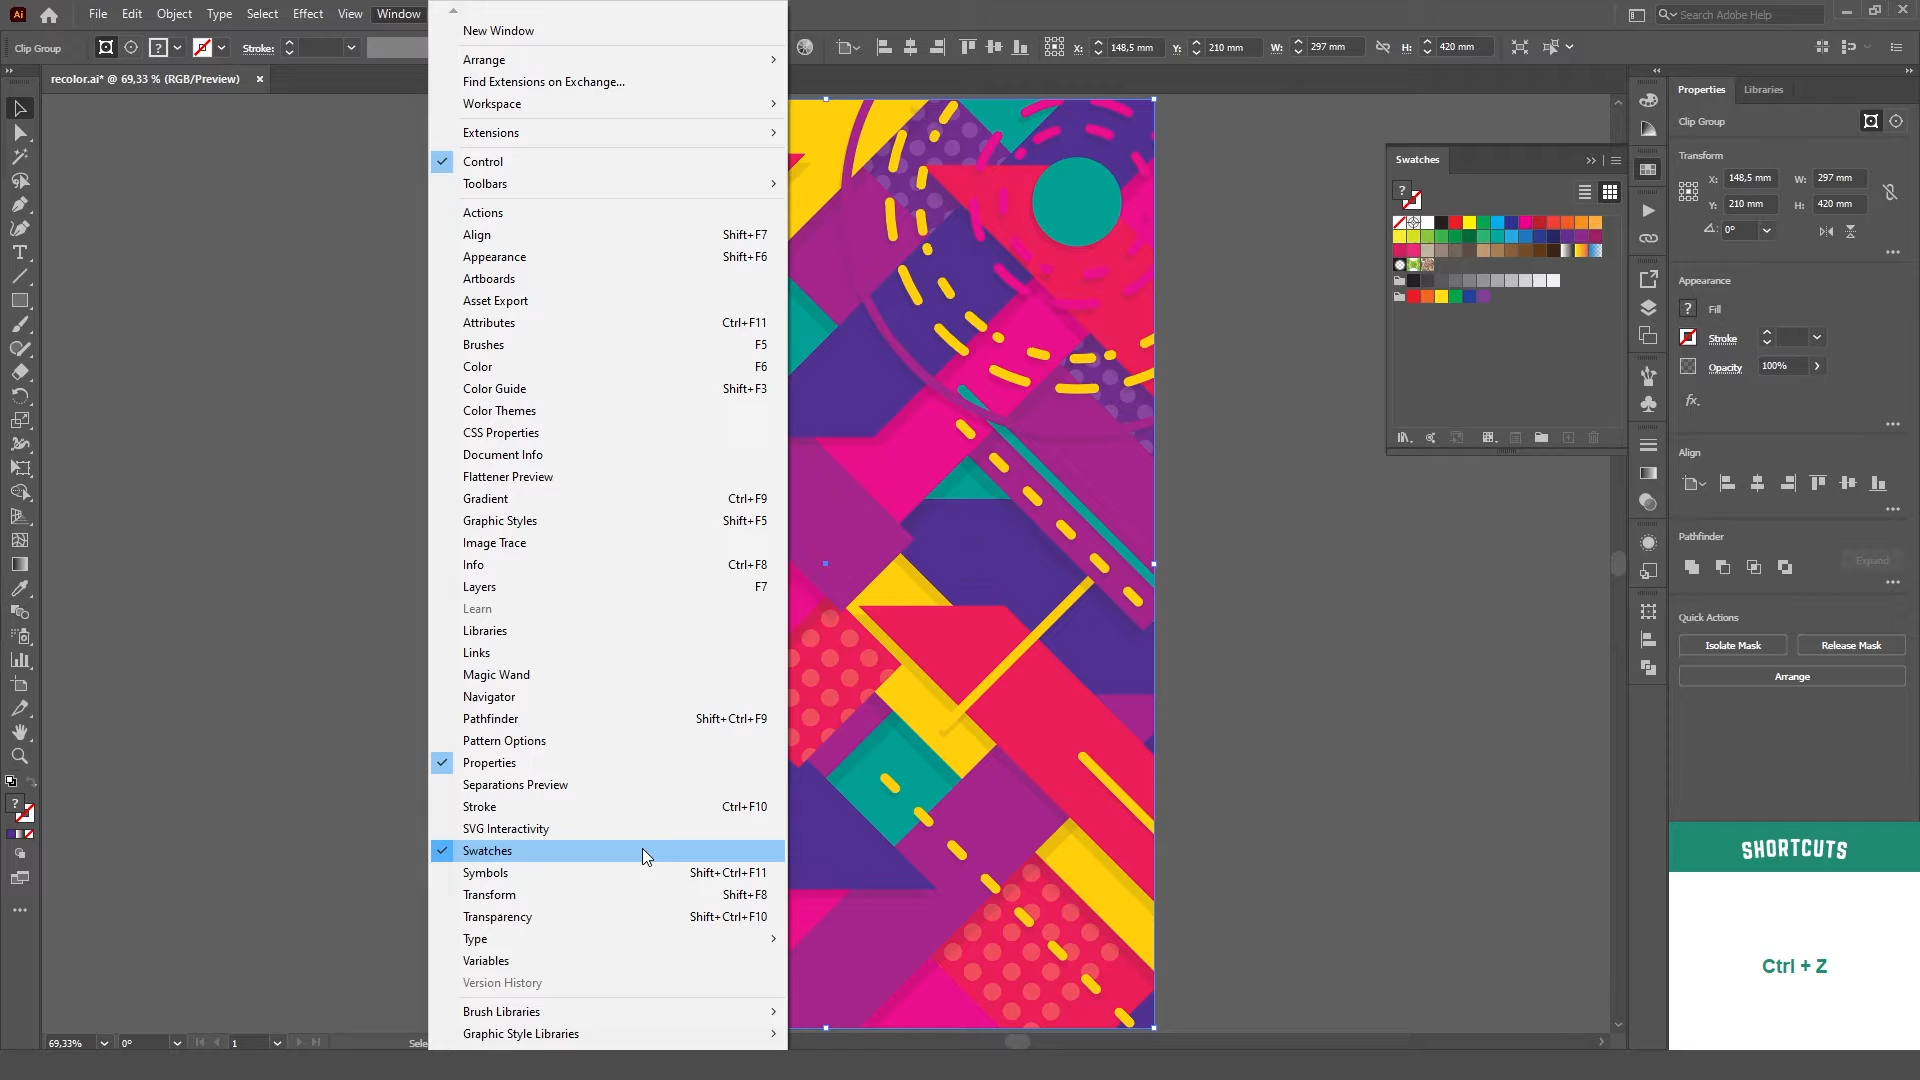 Ai File Edit Object Type Select Effect View Window
Search Adobe Help
Clip Group Stroke: X: 148,5 mm Y: 210 mm W: 297 mm H: 420 mm
recolor.ai* @ 69,33 % (RGB/Preview) ×
New Window
Arrange
Find Extensions on Exchange...
Workspace
Extensions
Control
Toolbars
Actions
Align Shift+F7
Appearance Shift+F6
Artboards
Asset Export
Attributes Ctrl+F11
Brushes F5
Color F6
Color Guide Shift+F3
Color Themes
CSS Properties
Document Info
Flattener Preview
Gradient Ctrl+F9
Graphic Styles Shift+F5
Image Trace
Info Ctrl+F8
Layers F7
Learn
Libraries
Links
Magic Wand
Navigator
Pathfinder Shift+Ctrl+F9
Pattern Options
Properties
Separations Preview
Stroke Ctrl+F10
SVG Interactivity
Swatches
Symbols Shift+Ctrl+F11
Transform Shift+F8
Transparency Shift+Ctrl+F10
Type
Variables
Version History
Brush Libraries
Graphic Style Libraries
Swatches
Properties Libraries
Clip Group
Transform
X: 148,5 mm W: 297 mm
Y: 210 mm H: 420 mm
0°
Appearance
Fill
Stroke
Opacity 100%
fx.
Align
Pathfinder
Expand
Quick Actions
Isolate Mask Release Mask
Arrange
SHORTCUTS
Ctrl + Z
69,33% 0° 1 Sele